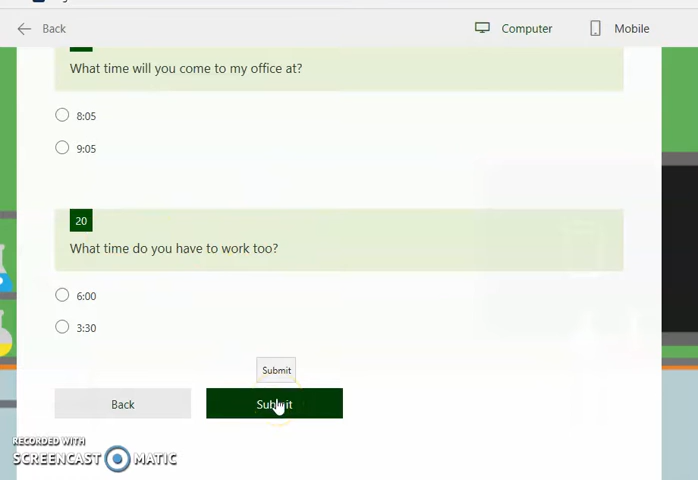 Back
Computer
Mobile
What time will you come to my office at?
8:05
9:05
20
What time do you have to work too?
6:00
3:30
Submit
Back
Submit
RECORDED WITH
SCREENCAST MATIC